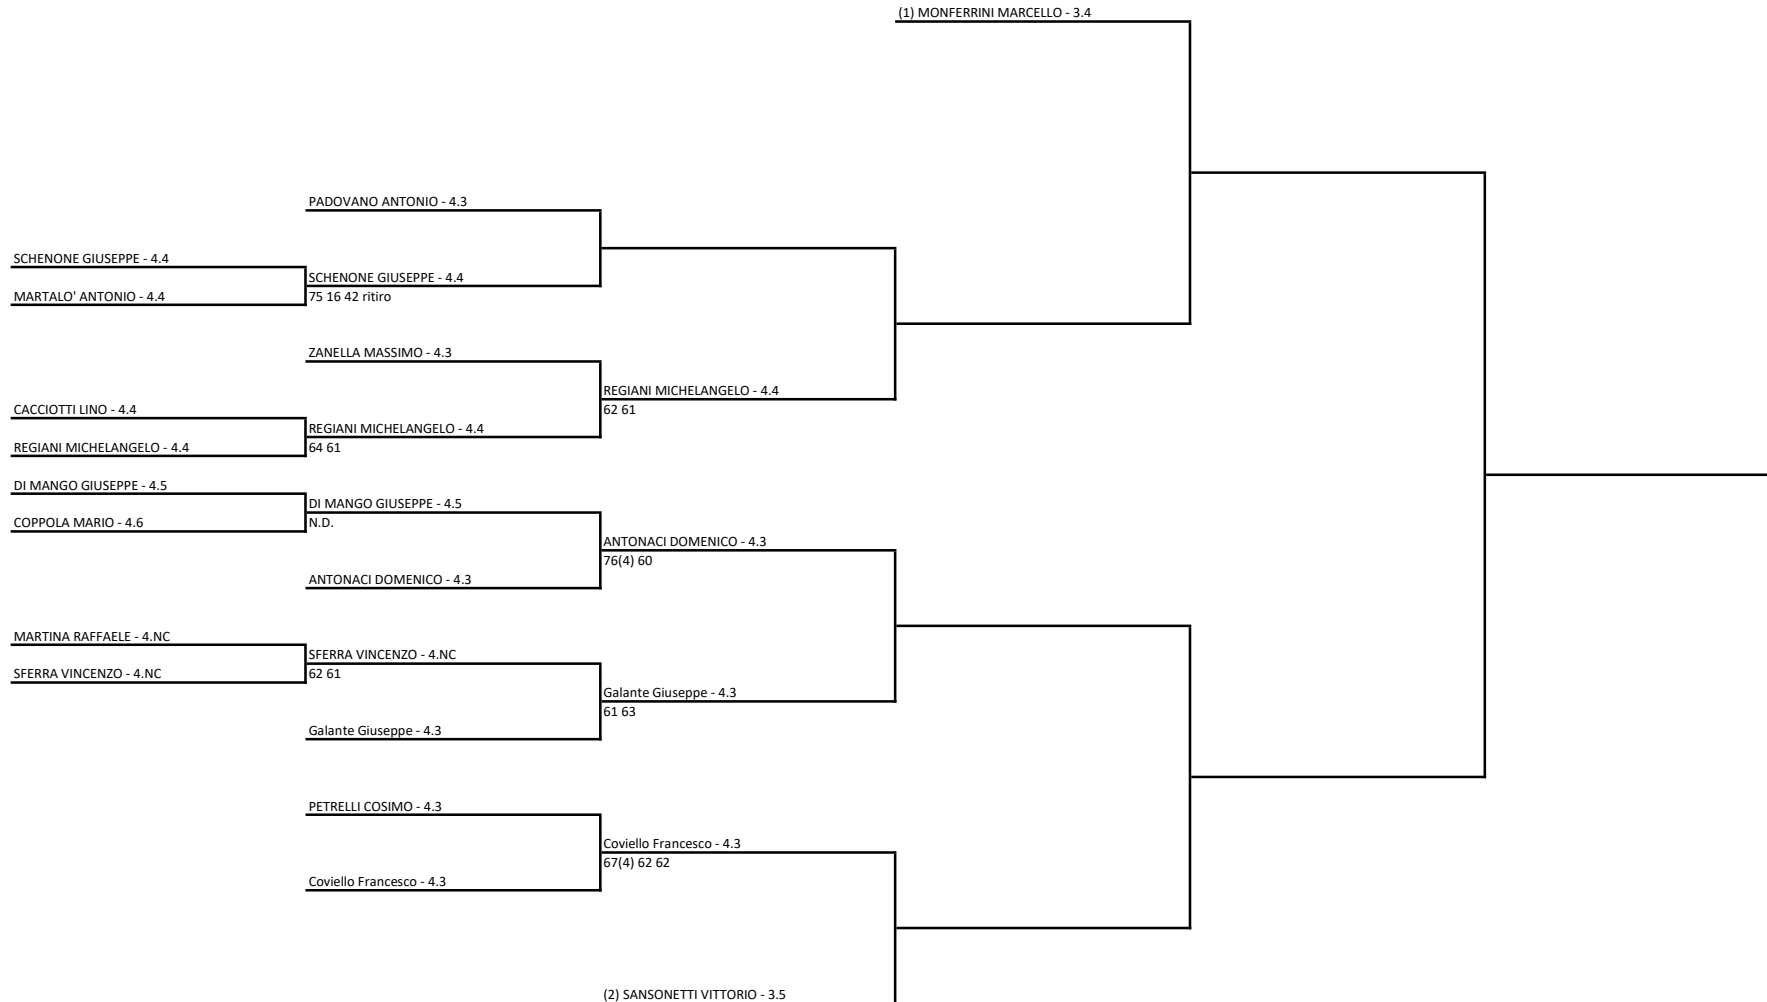 (1) MONFERRINI MARCELLO - 3.4
PADOVANO ANTONIO - 4.3
SCHENONE GIUSEPPE - 4.4
SCHENONE GIUSEPPE - 4.4
MARTALO' ANTONIO - 4.4
75 16 42 ritiro
ZANELLA MASSIMO - 4.3
REGIANI MICHELANGELO - 4.4
CACCIOTTI LINO - 4.4
62 61
REGIANI MICHELANGELO - 4.4
REGIANI MICHELANGELO - 4.4
64 61
DI MANGO GIUSEPPE - 4.5
DI MANGO GIUSEPPE - 4.5
COPPOLA MARIO - 4.6
N.D.
ANTONACI DOMENICO - 4.3
76(4) 60
ANTONACI DOMENICO - 4.3
MARTINA RAFFAELE - 4.NC
SFERRA VINCENZO - 4.NC
SFERRA VINCENZO - 4.NC
62 61
Galante Giuseppe - 4.3
61 63
Galante Giuseppe - 4.3
PETRELLI COSIMO - 4.3
Coviello Francesco - 4.3
67(4) 62 62
Coviello Francesco - 4.3
(2) SANSONETTI VITTORIO - 3.5